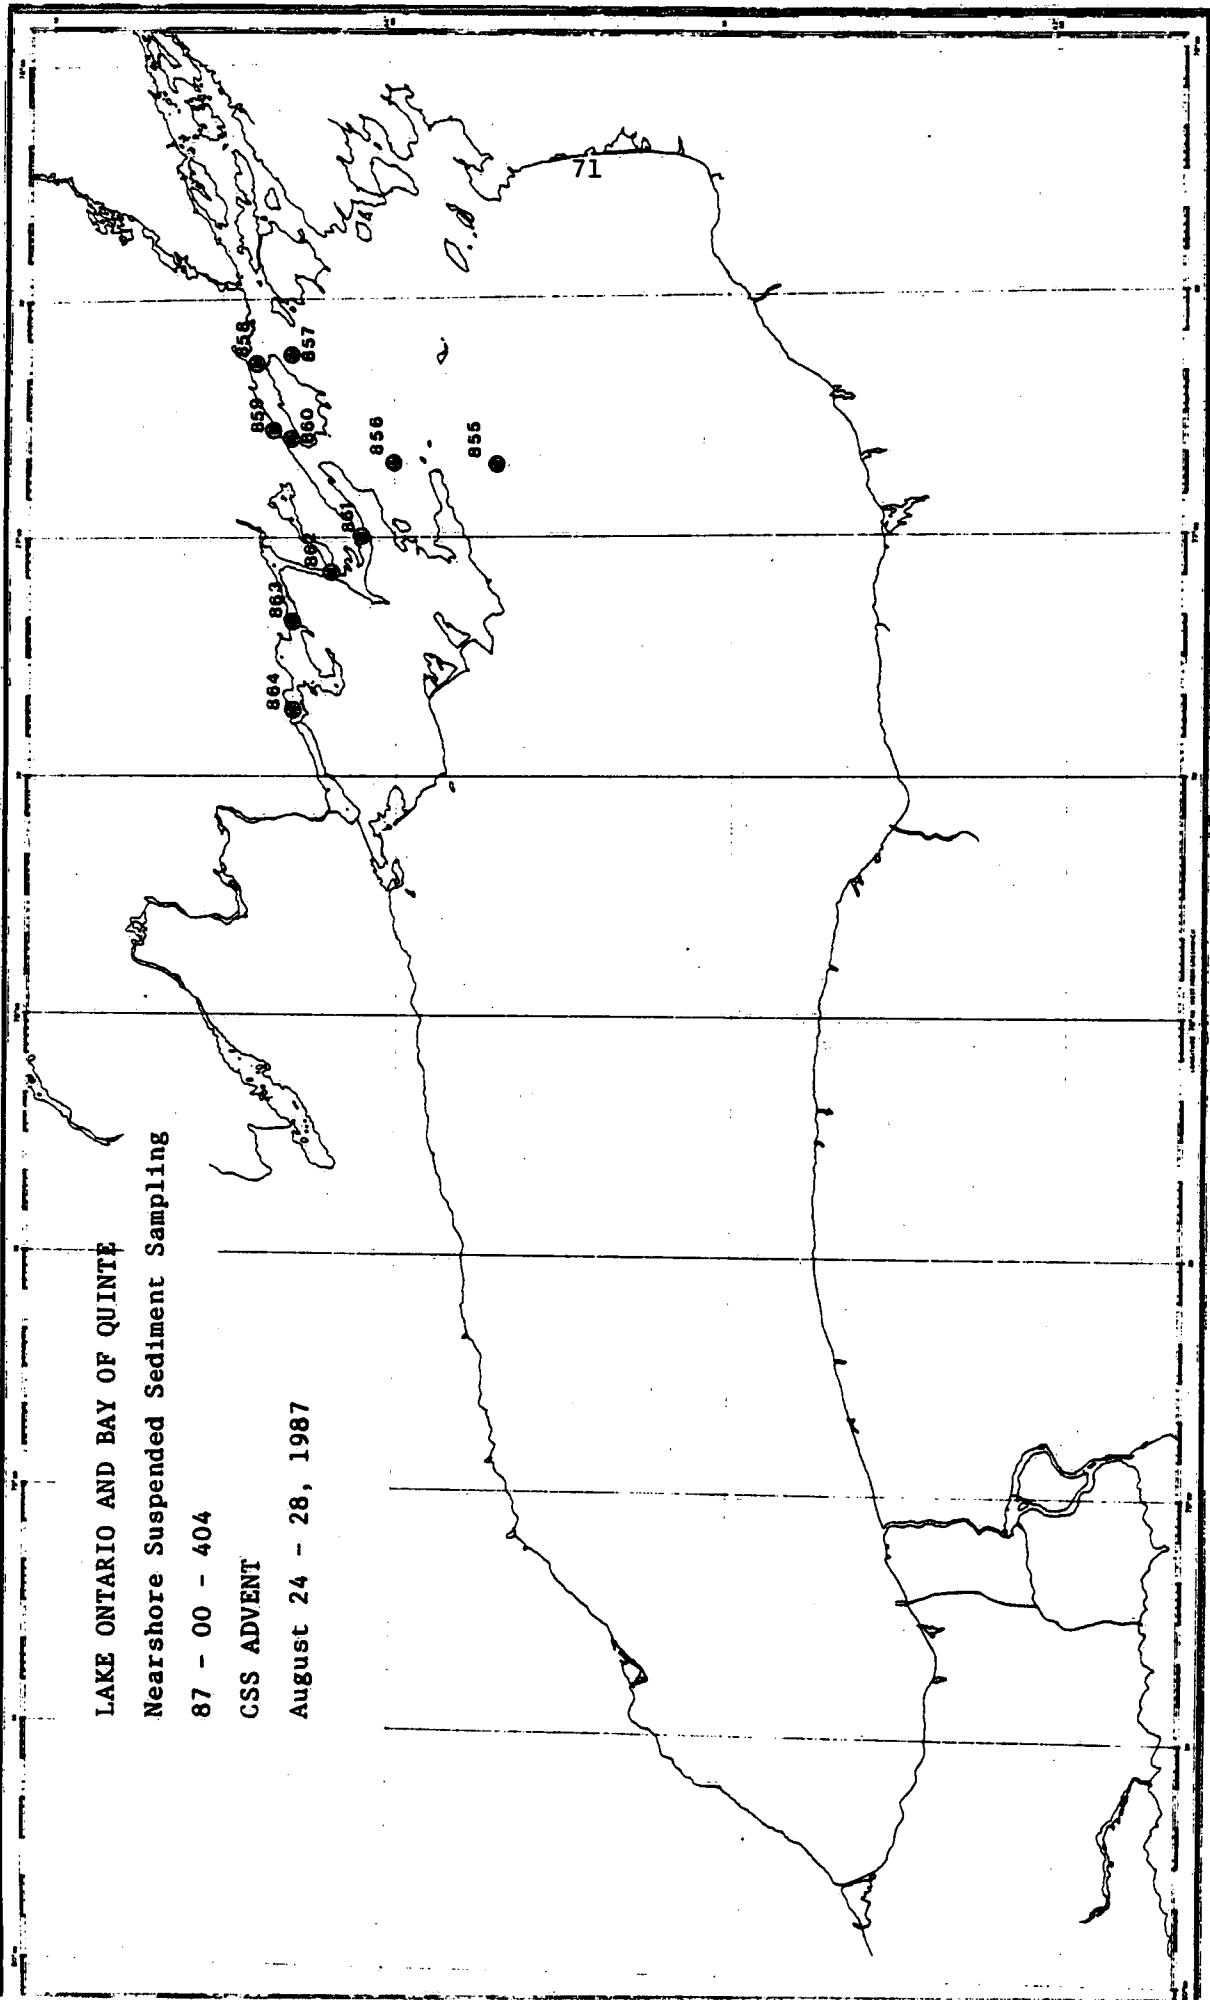 LAKE ONTARIO AND BAY OF QUINTE
Nearshore Suspended Sediment Sampling
87 - 00 - 404
CSS ADVENT
August 24 - 28, 1987
864
863
862
861
859
860
858
857
856
855
71